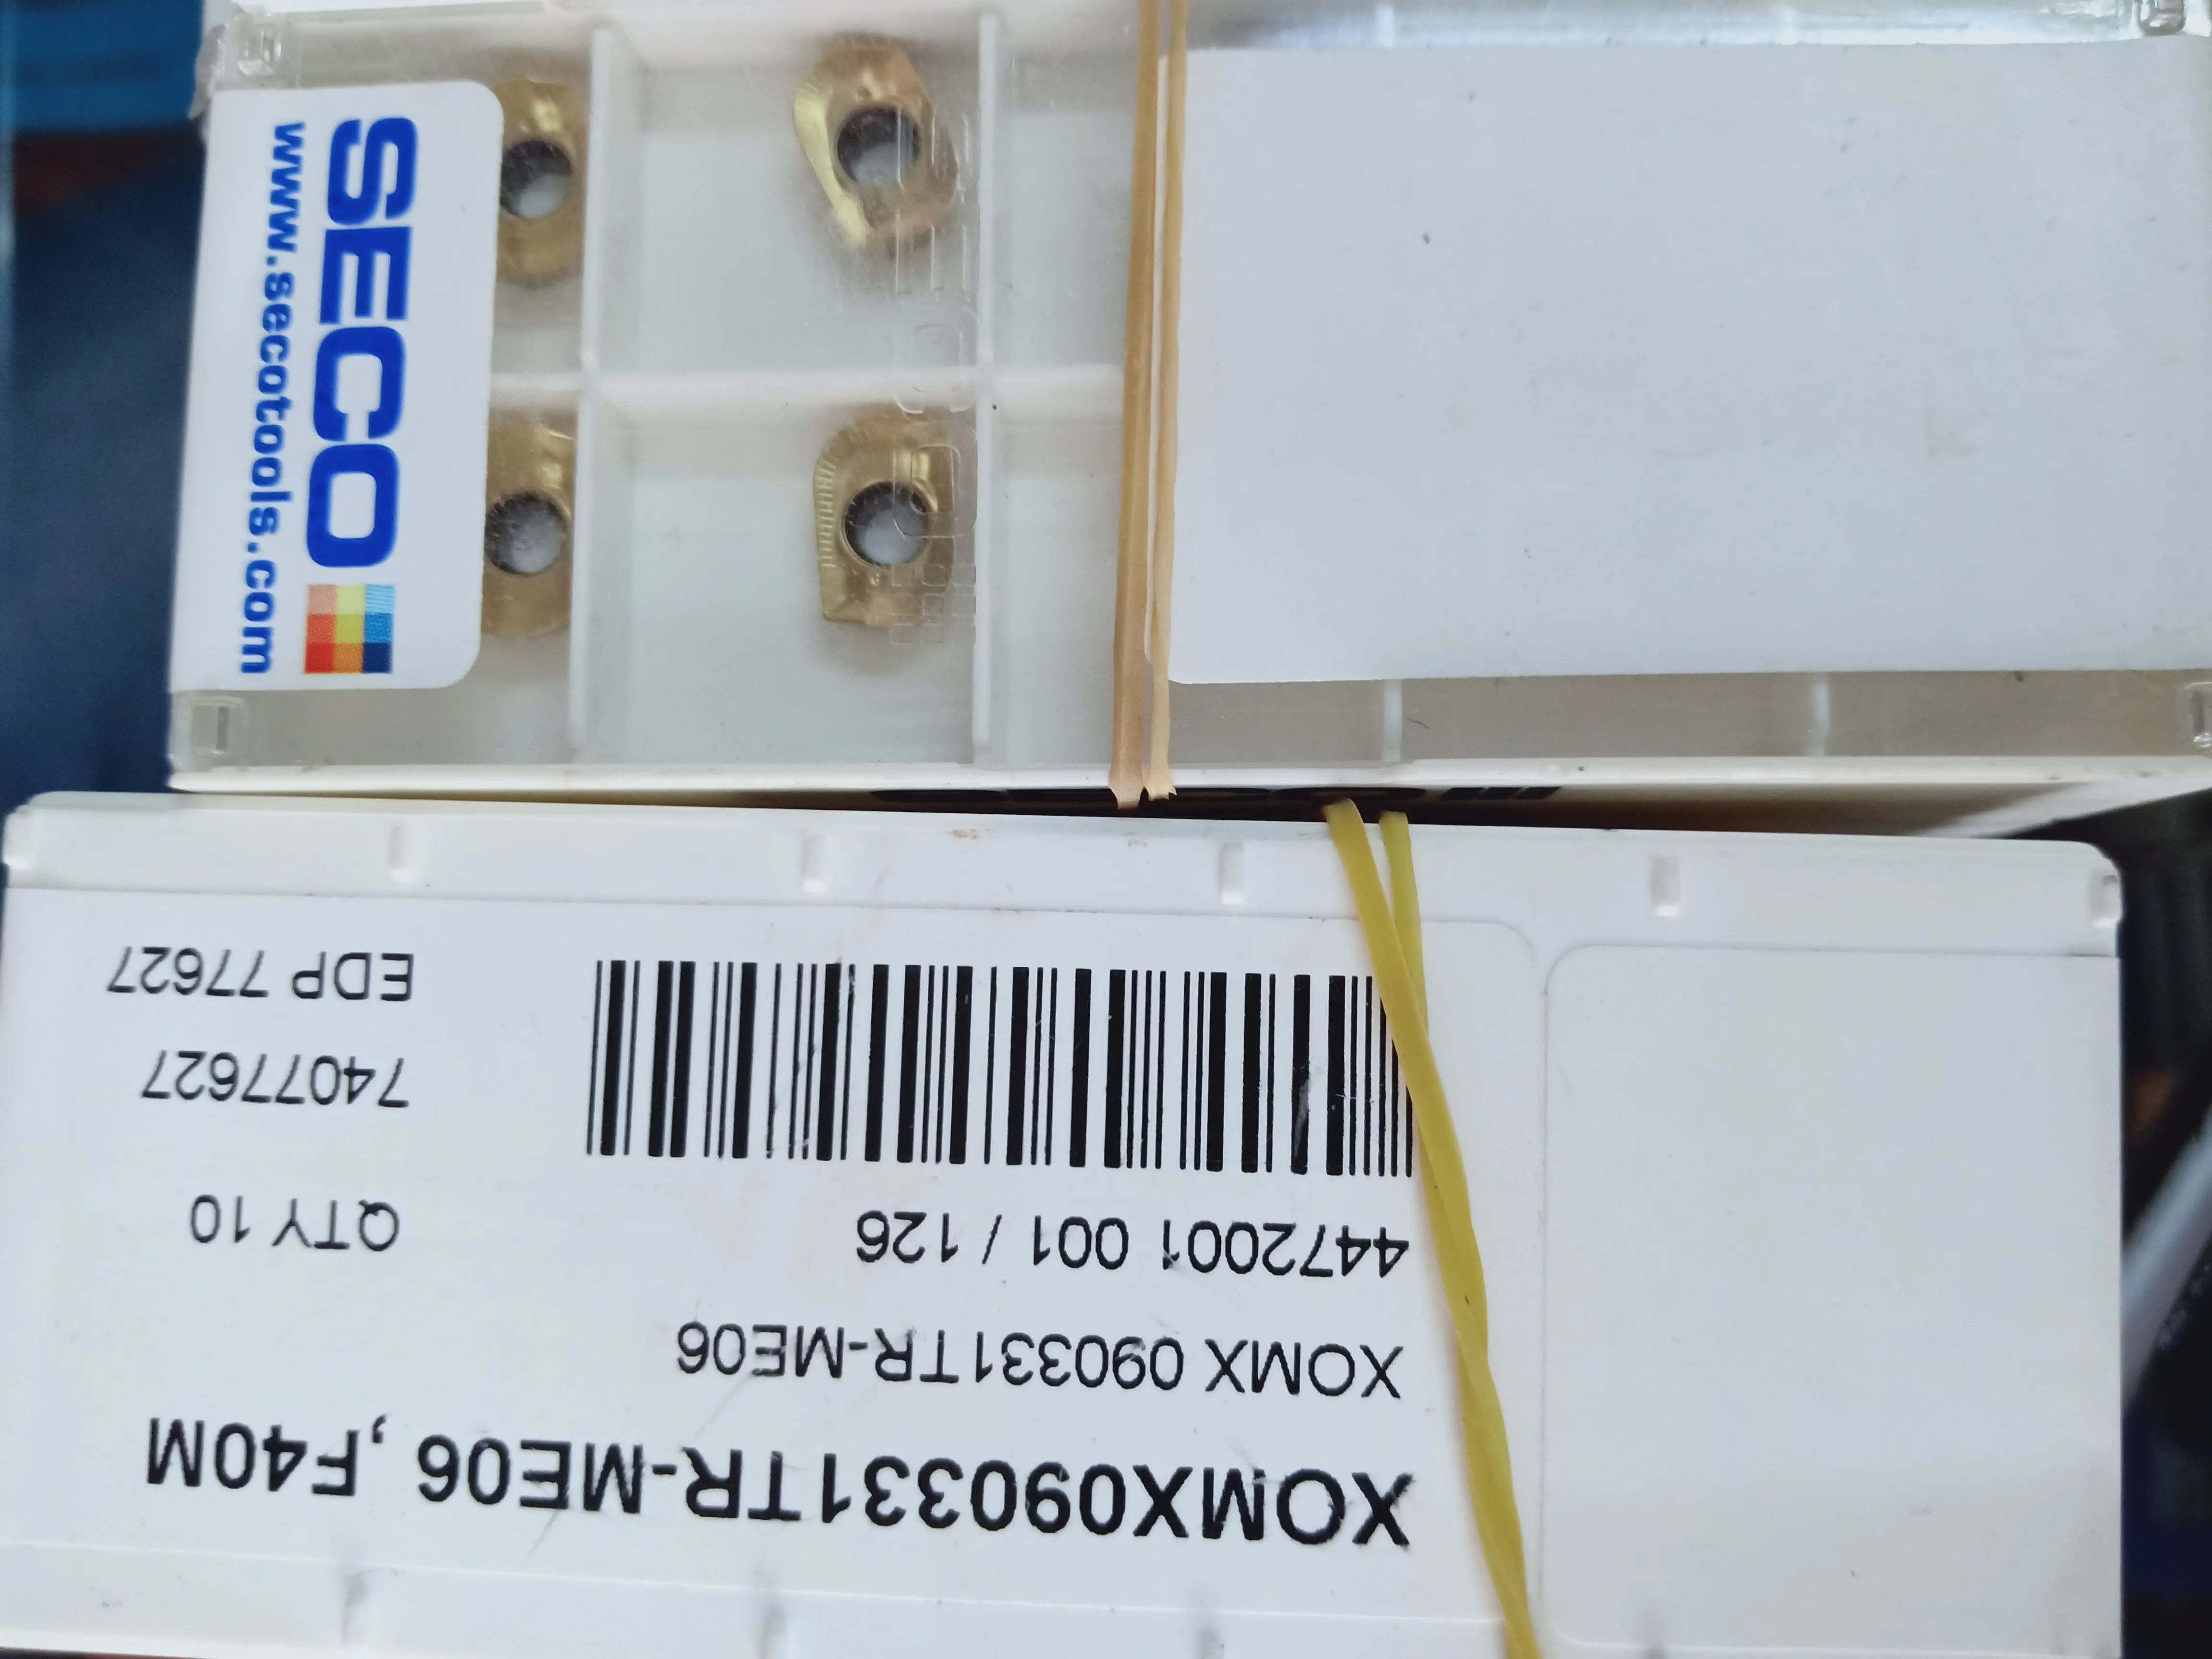 SECO
www.secotools.com
XOMX090331TR-ME06 ,F40M
XOMX 090331TR-ME06
4472001 001 / 126
QTY 10
74077627
EDP 77627